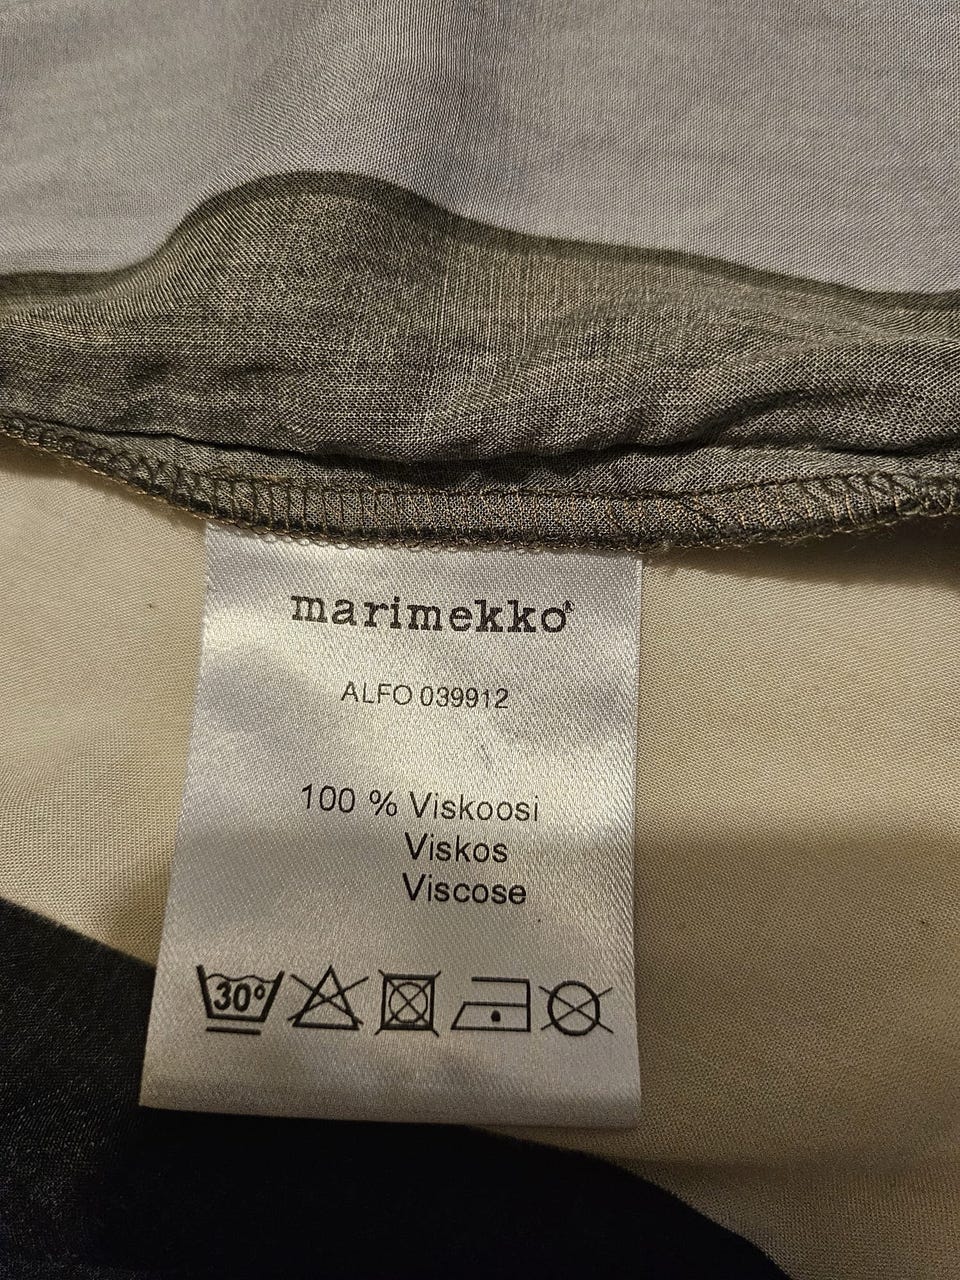 marimekko
ALFO 039912
100 % Viskoosi
Viskos
Viscose
30°